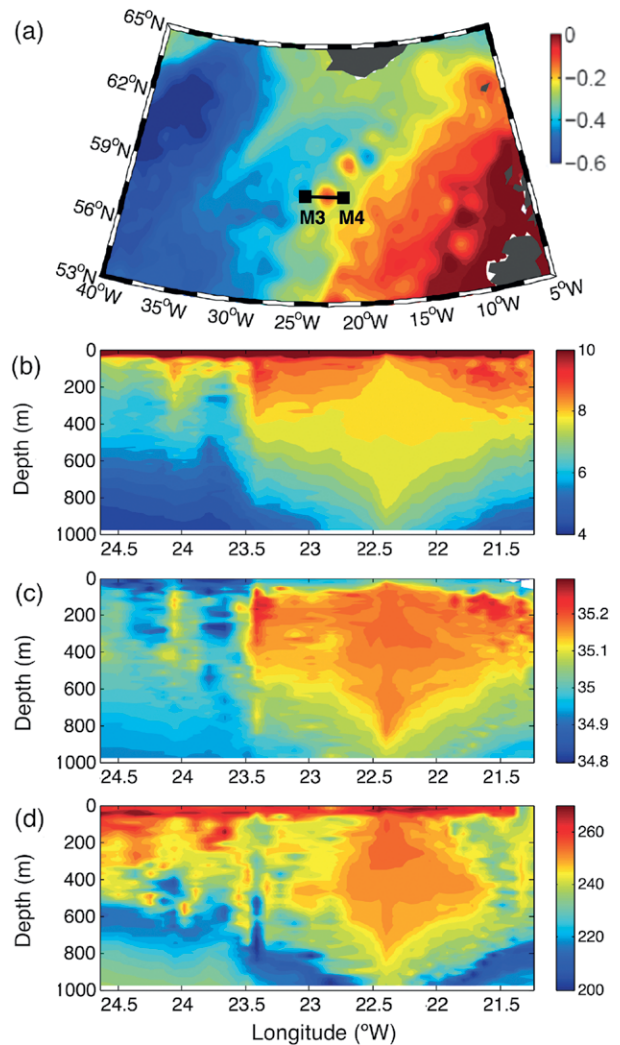 (a)
65°N
62°N
59°N
56°N
53°N
40°W
35°W
30°W
25°W
20°W
15°W
10°W
5°W
M3 M4
0
−0.2
−0.4
−0.6
(b)
Depth (m)
0
200
400
600
800
1000
24.5 24 23.5 23 22.5 22 21.5
10
8
6
4
(c)
Depth (m)
0
200
400
600
800
1000
24.5 24 23.5 23 22.5 22 21.5
35.2
35.1
35
34.9
34.8
(d)
Depth (m)
0
200
400
600
800
1000
24.5 24 23.5 23 22.5 22 21.5
260
240
220
200
Longitude (°W)